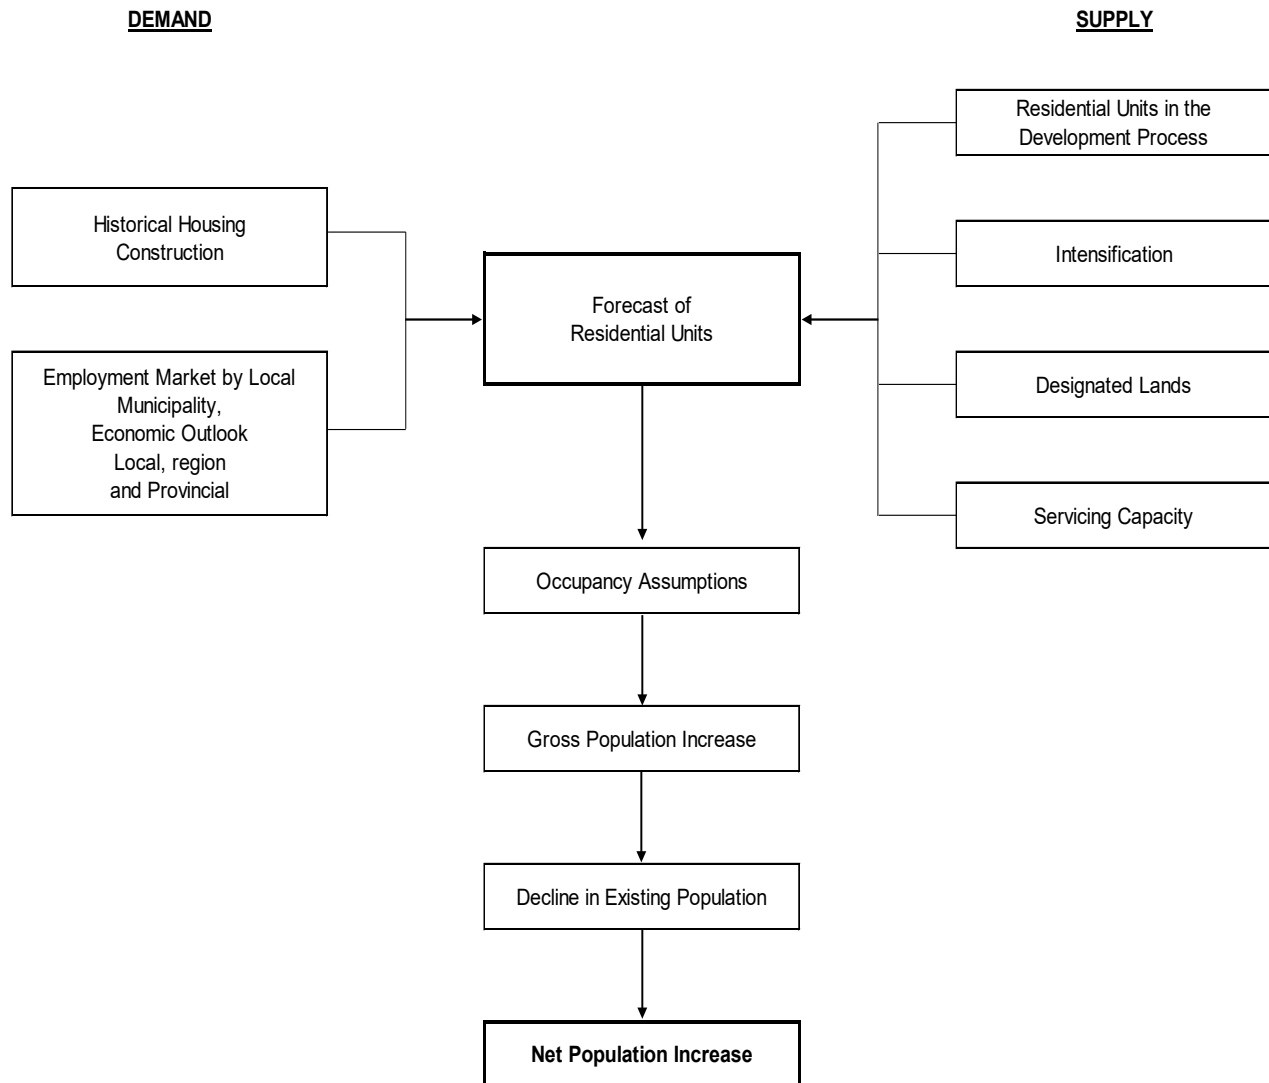 DEMAND
SUPPLY
Residential Units in the
Development Process
Historical Housing
Construction
Intensification
Forecast of
Residential Units
Employment Market by Local
Municipality,
Economic Outlook
Local, region
and Provincial
Designated Lands
Servicing Capacity
Occupancy Assumptions
Gross Population Increase
Decline in Existing Population
Net Population Increase